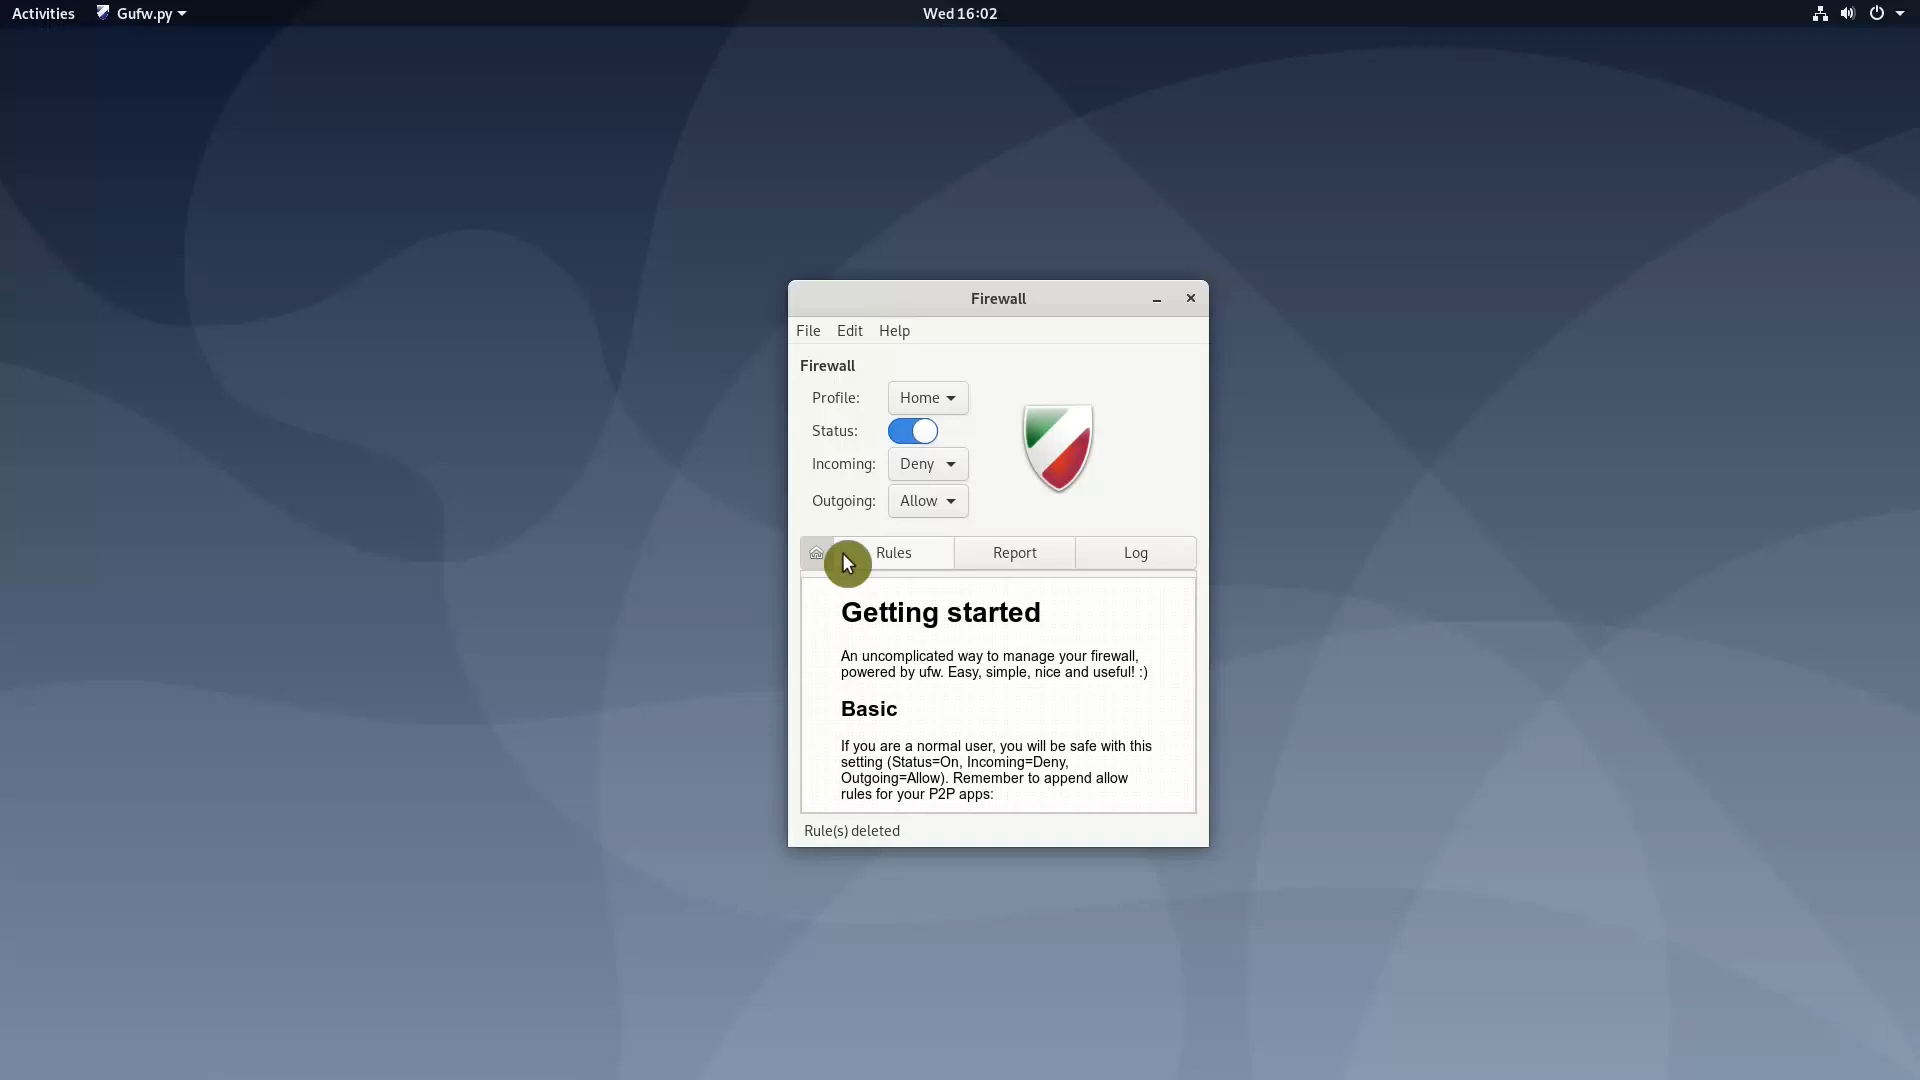 Activities Gufw.py Wed 16:02
Firewall
File Edit Help
Firewall
Profile: Home
Status:
Incoming: Deny
Outgoing: Allow
Rules Report Log
Getting started
An uncomplicated way to manage your firewall,
powered by ufw. Easy, simple, nice and useful! :)
Basic
If you are a normal user, you will be safe with this
setting (Status=On, Incoming=Deny,
Outgoing=Allow). Remember to append allow
rules for your P2P apps:
Rule(s) deleted